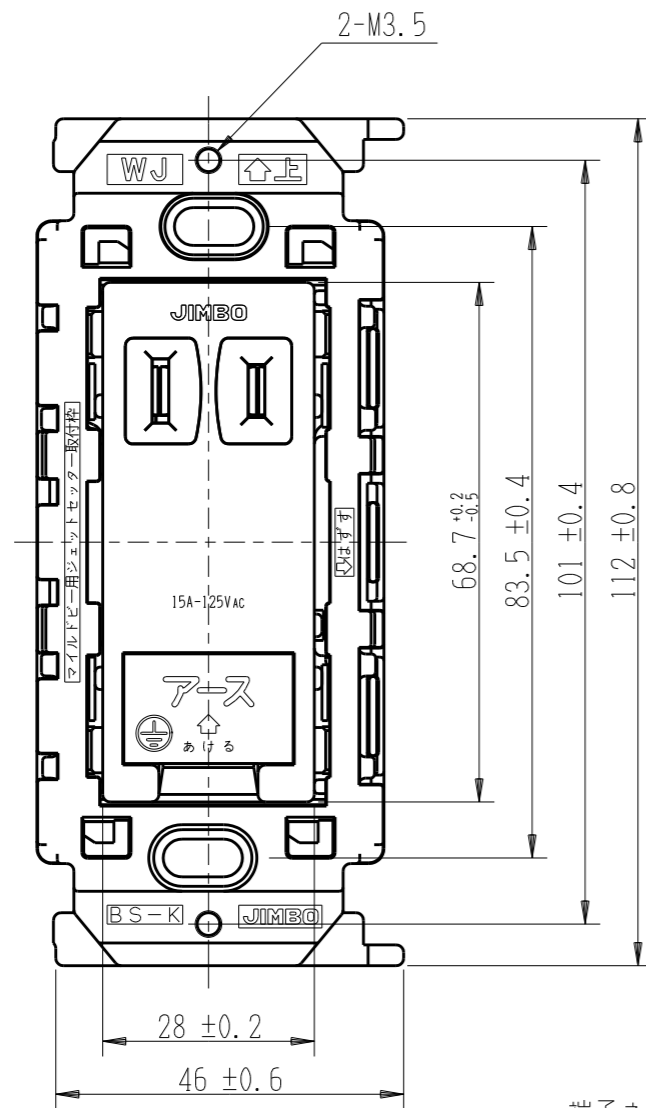 2-M3.5
WJ
上
JIMBO
マイルドビー用ジェットセッター取付枠
はずす
15A-125VAC
アース
あける
BS-K
JIMBO
68.7 +0.2 -0.5
83.5 ±0.4
101 ±0.4
112 ±0.8
28 ±0.2
46 ±0.6